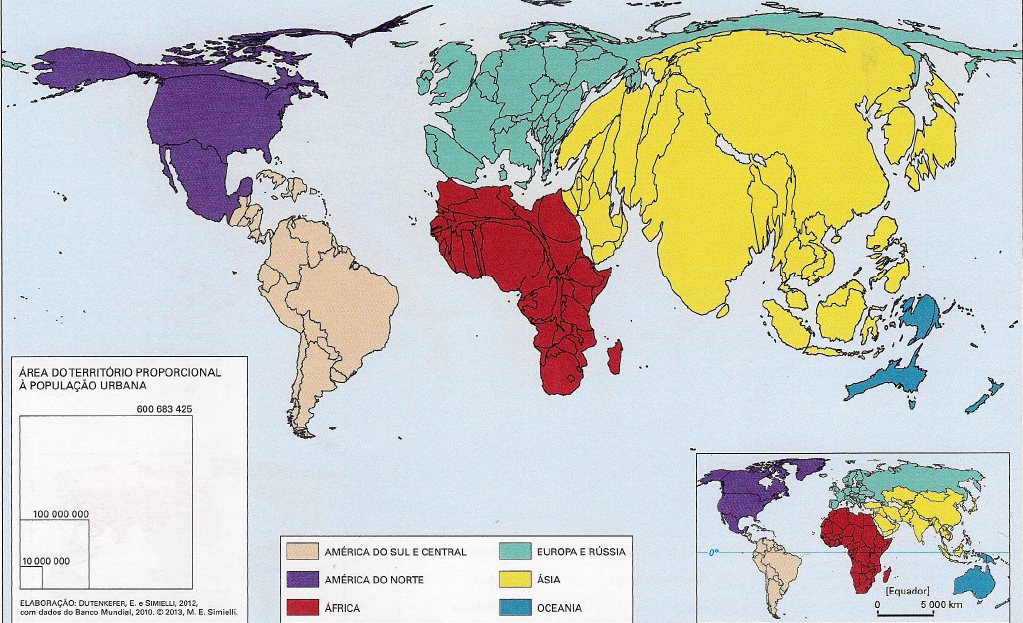 ÁREA DO TERRITÓRIO PROPORCIONAL
À POPULAÇÃO URBANA
600 683 425
100 000 000
10 000 000
ELABORAÇÃO: DUTENKEFER, E. e SIMIELLI, 2012,
com dados do Banco Mundial, 2010. © 2013, M. E. Simielli.
AMÉRICA DO SUL E CENTRAL
AMÉRICA DO NORTE
ÁFRICA
EUROPA E RÚSSIA
ÁSIA
OCEANIA
0°
[Equador]
0 5 000 km